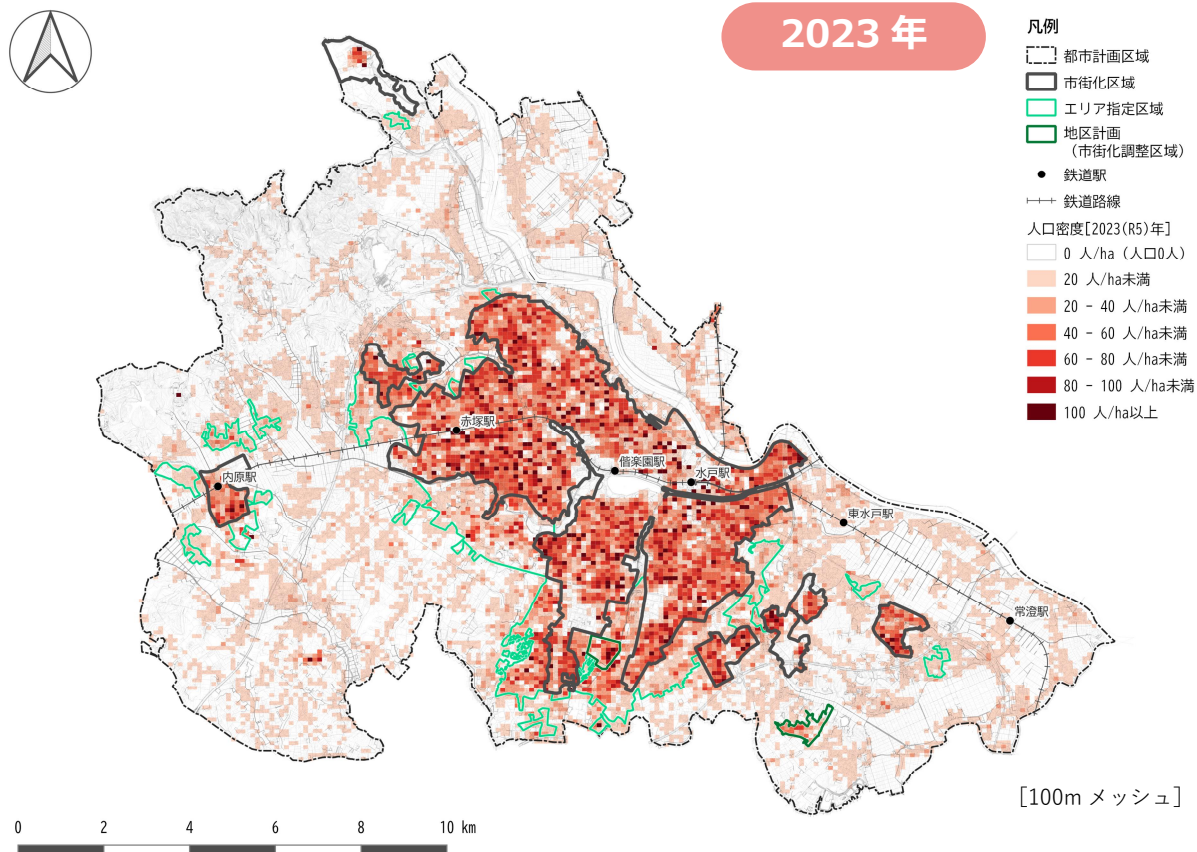 2023 年
凡例
都市計画区域
市街化区域
エリア指定区域
地区計画
（市街化調整区域）
鉄道駅
鉄道路線
人口密度[2023(R5)年]
0 人/ha（人口0人）
20 人/ha未満
20 - 40 人/ha未満
40 - 60 人/ha未満
60 - 80 人/ha未満
80 - 100 人/ha未満
100 人/ha以上
赤塚駅
偕楽園駅
水戸駅
内原駅
東水戸駅
常澄駅
[100m メッシュ]
0 2 4 6 8 10 km